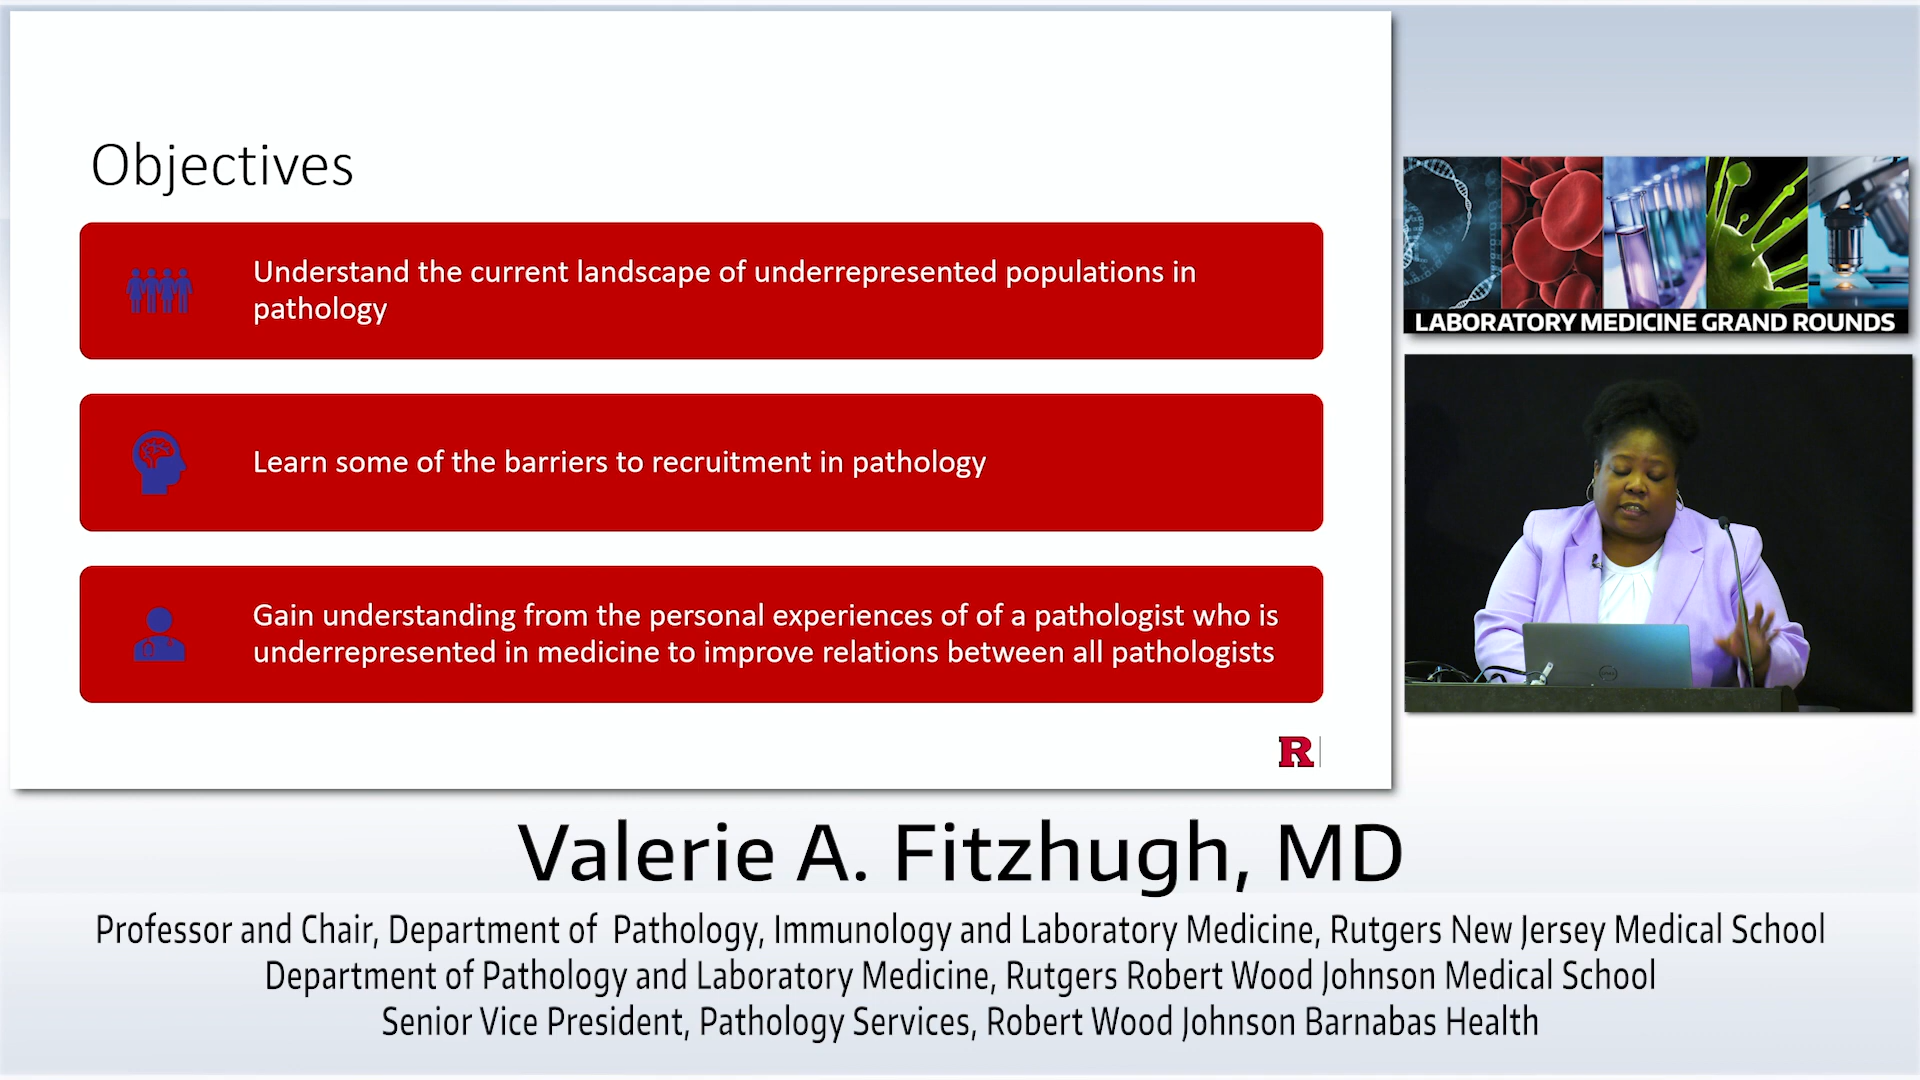 Objectives
Understand the current landscape of underrepresented populations in
pathology
Learn some of the barriers to recruitment in pathology
Gain understanding from the personal experiences of of a pathologist who is
underrepresented in medicine to improve relations between all pathologists
R
LABORATORY MEDICINE GRAND ROUNDS
Valerie A. Fitzhugh, MD
Professor and Chair, Department of Pathology, Immunology and Laboratory Medicine, Rutgers New Jersey Medical School
Department of Pathology and Laboratory Medicine, Rutgers Robert Wood Johnson Medical School
Senior Vice President, Pathology Services, Robert Wood Johnson Barnabas Health